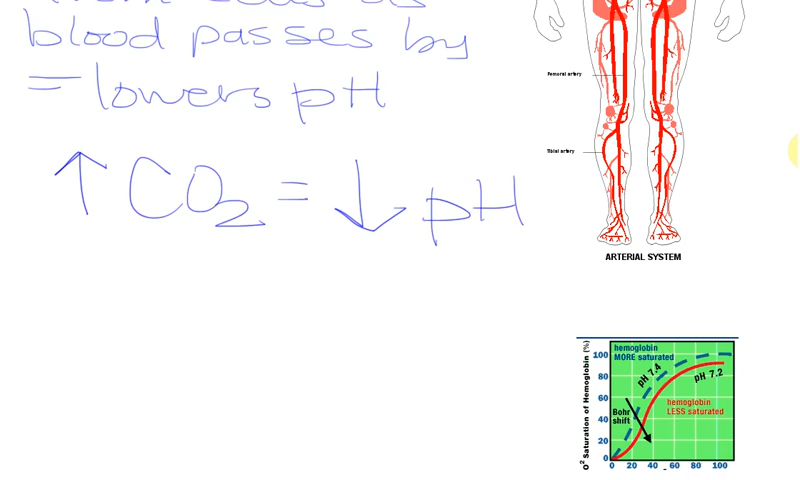 blood passes by
= lowers pH
↑ CO2 = ↓ pH
Femoral artery
Tibial artery
ARTERIAL SYSTEM
O2 Saturation of Hemoglobin (%)
hemoglobin
MORE saturated
pH 7.4
pH 7.2
hemoglobin
LESS saturated
Bohr
shift
100
80
60
40
20
0
0 20 40 60 80 100